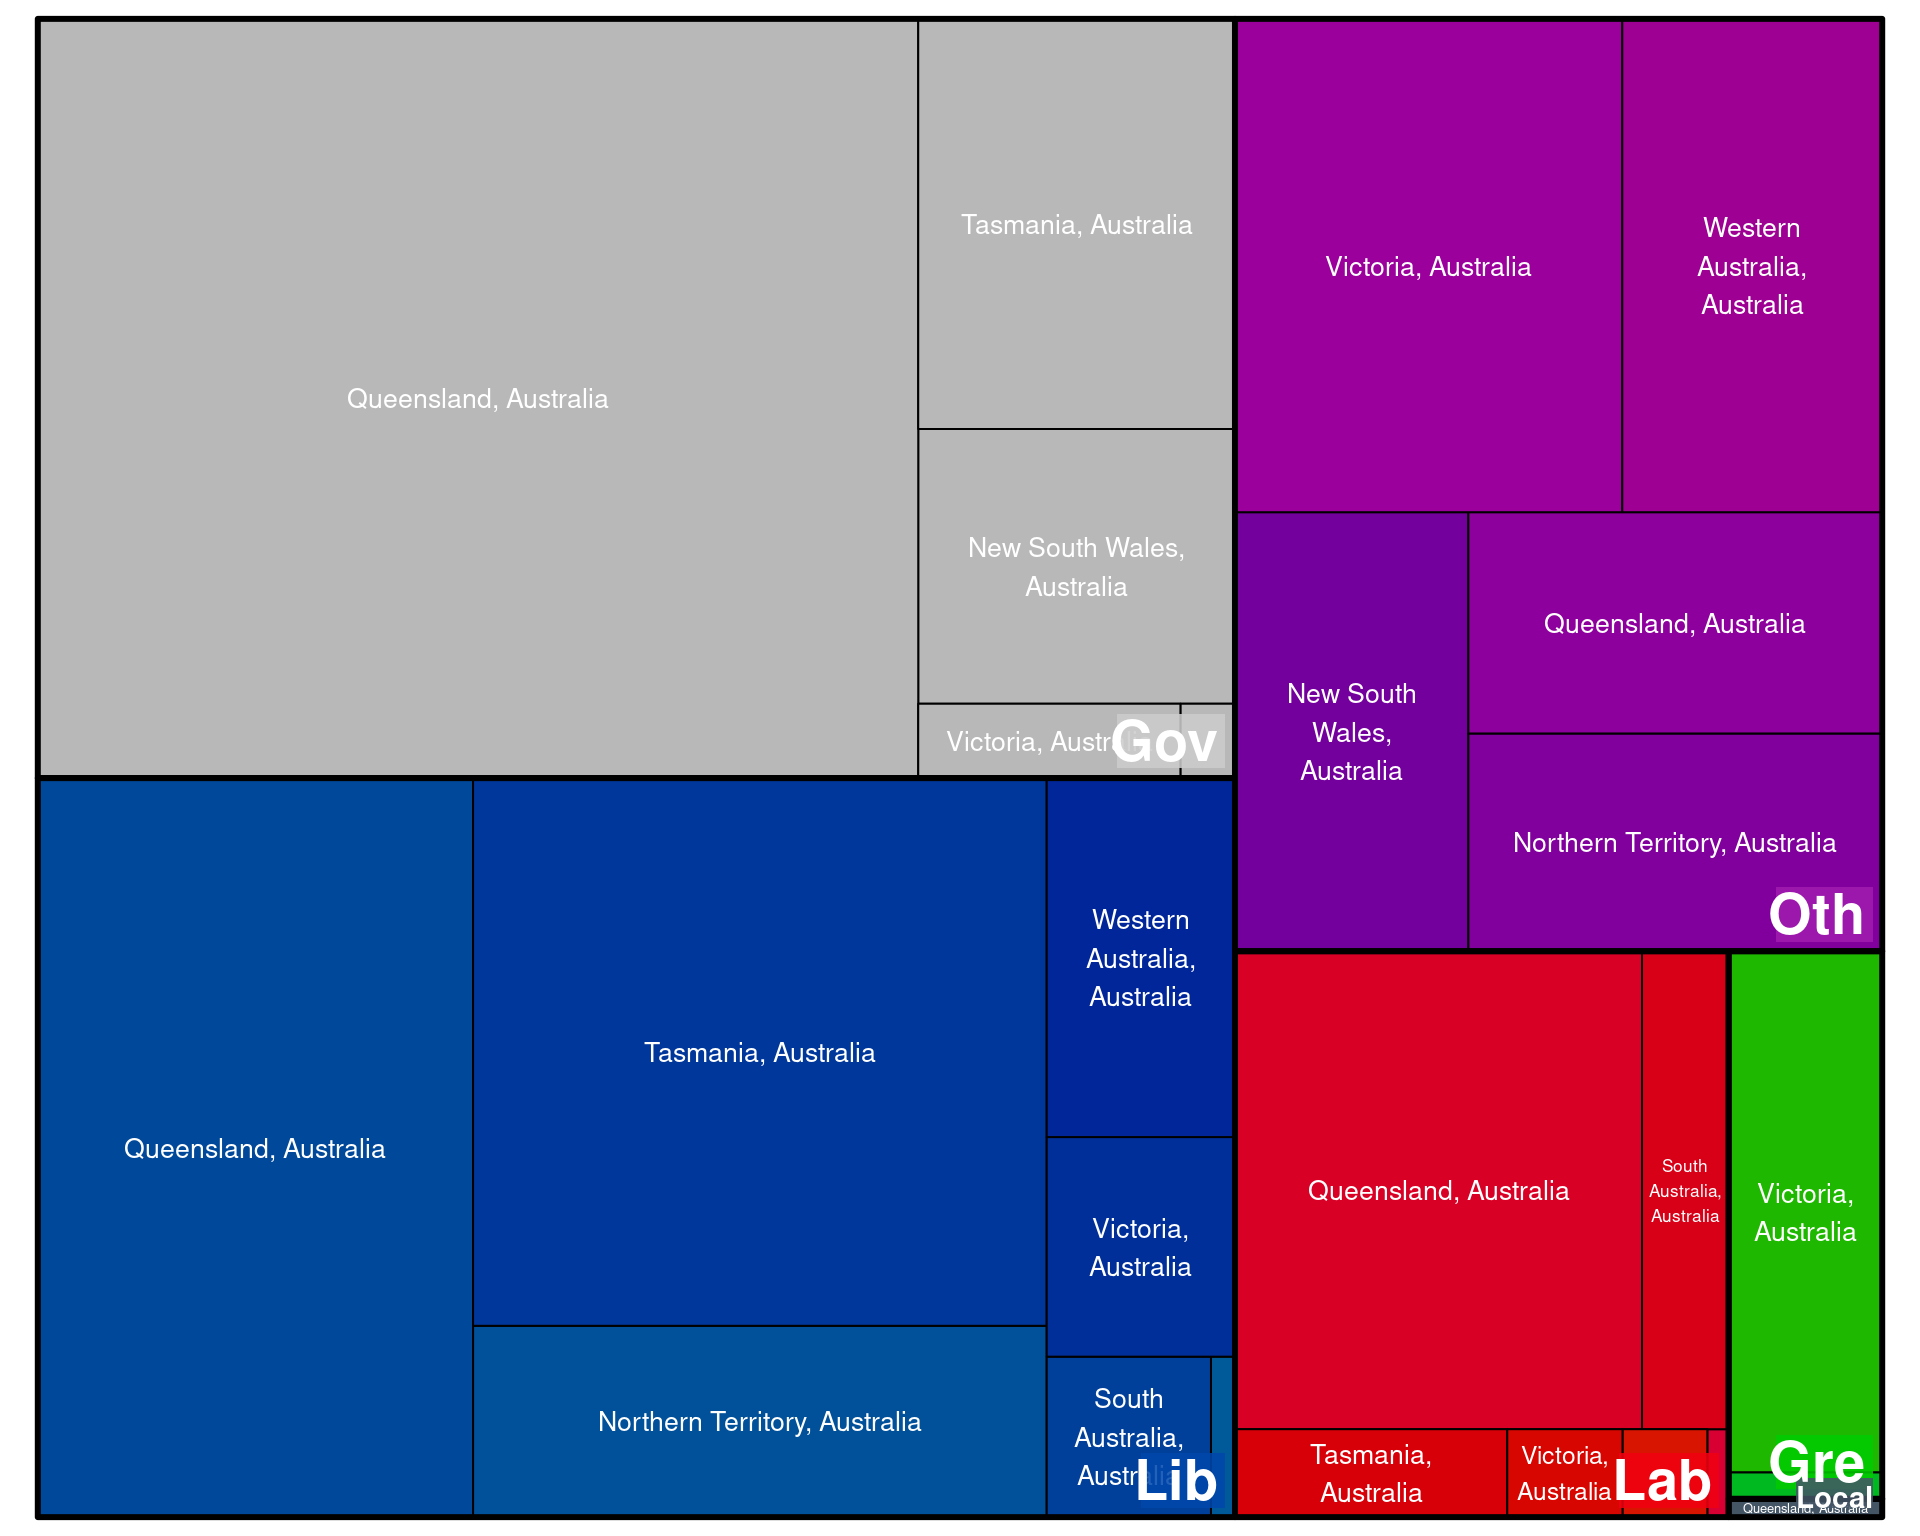 Queensland, Australia
Tasmania, Australia
New South Wales,
Australia
Victoria, Australia
Gov
Victoria, Australia
Western
Australia,
Australia
New South
Wales,
Australia
Queensland, Australia
Northern Territory, Australia
Oth
Queensland, Australia
Tasmania, Australia
Northern Territory, Australia
Western
Australia,
Australia
Victoria,
Australia
South
Australia,
Australia
Lib
Queensland, Australia
South
Australia,
Australia
Tasmania,
Australia
Victoria,
Australia
Lab
Victoria,
Australia
Gre
Local
Queensland, Australia